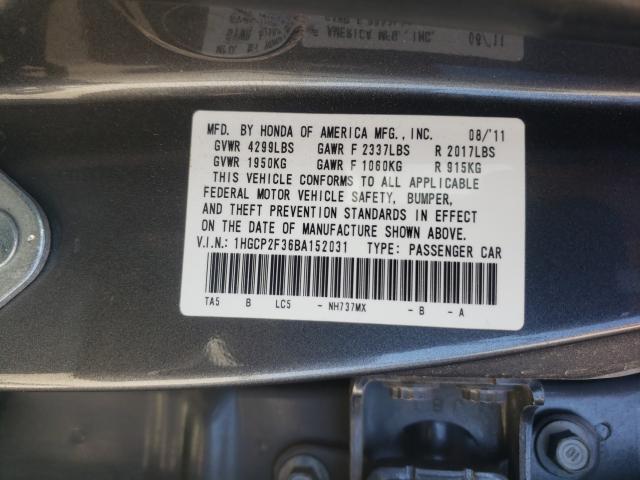 MFD. BY HONDA OF AMERICA MFG., INC. 08/'11
GVWR 4299LBS GAWR F 2337LBS R 2017LBS
GVWR 1950KG GAWR F 1060KG R 915KG
THIS VEHICLE CONFORMS TO ALL APPLICABLE
FEDERAL MOTOR VEHICLE SAFETY, BUMPER,
AND THEFT PREVENTION STANDARDS IN EFFECT
ON THE DATE OF MANUFACTURE SHOWN ABOVE.
V.I.N.: 1HGCP2F36BA152031 TYPE: PASSENGER CAR
TA5 B LC5 - NH737MX - B - A